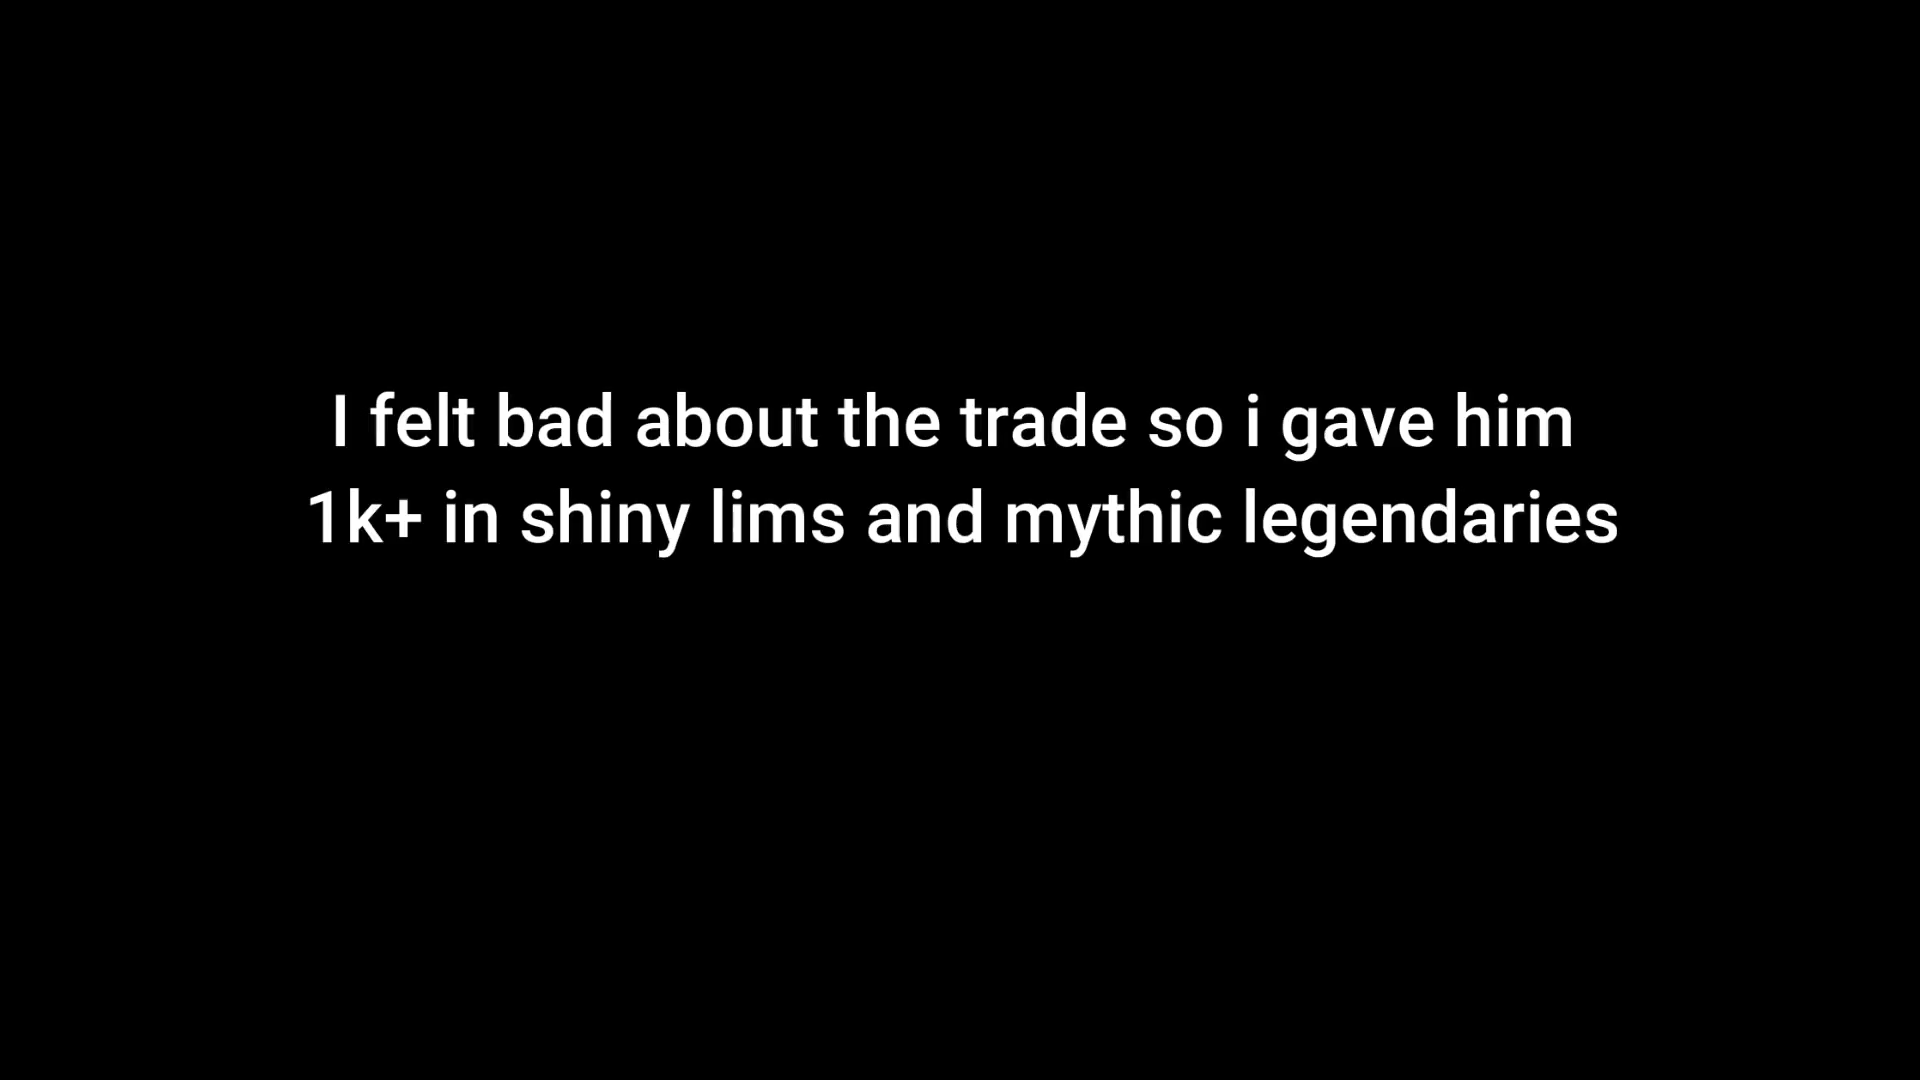 I felt bad about the trade so i gave him
1k+ in shiny lims and mythic legendaries